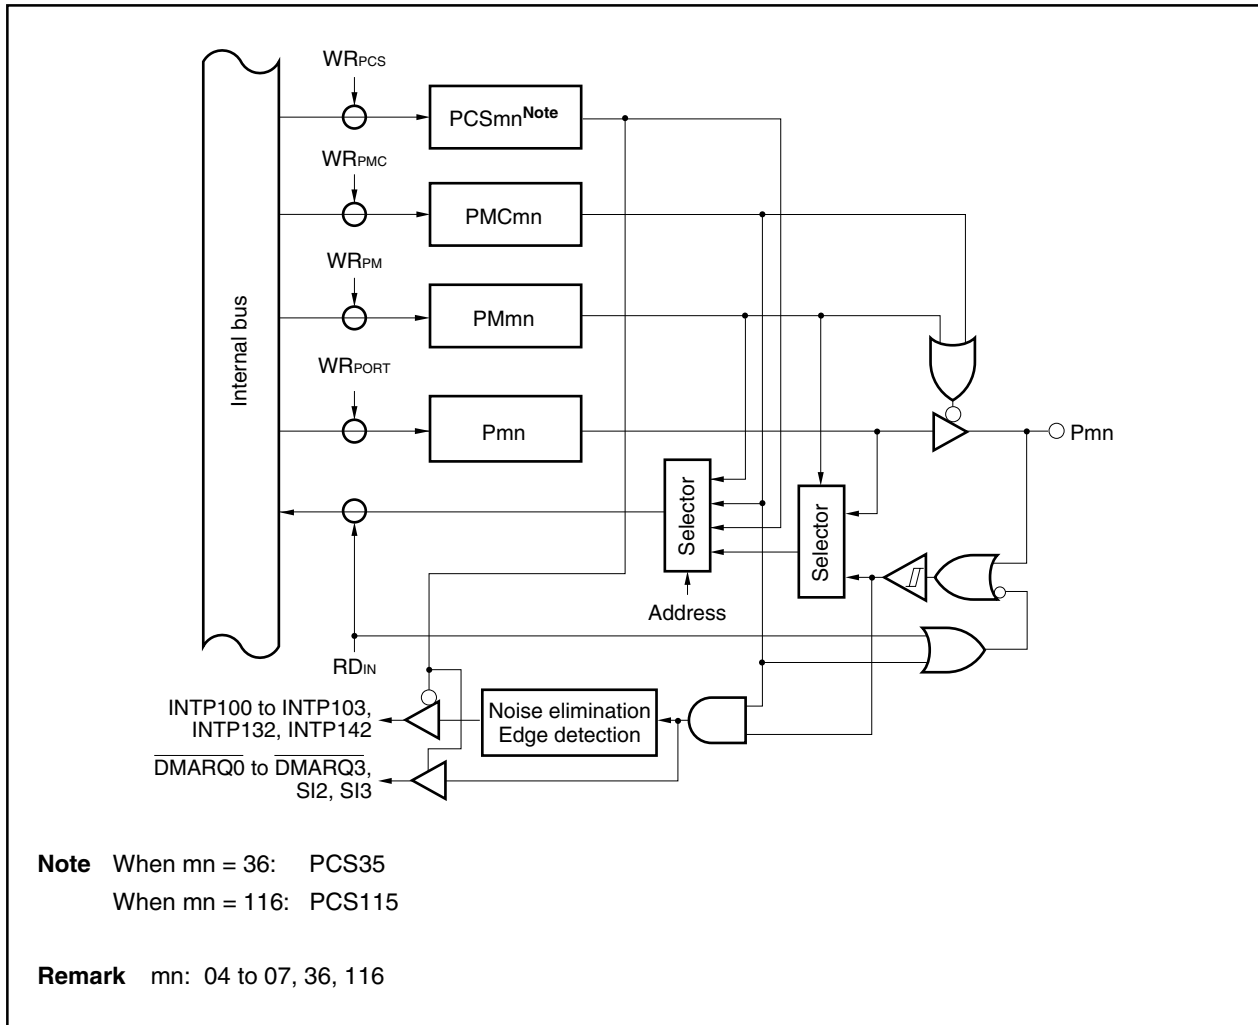 WRPCS
PCSmnNote
WRPMC
PMCmn
WRPM
PMmn
Internal bus
WRPORT
Pmn
Pmn
Selector
Selector
Address
RDIN
INTP100 to INTP103,
INTP132, INTP142
Noise elimination
Edge detection
DMARQ0 to DMARQ3,
SI2, SI3
Note When mn = 36: PCS35
When mn = 116: PCS115
Remark mn: 04 to 07, 36, 116